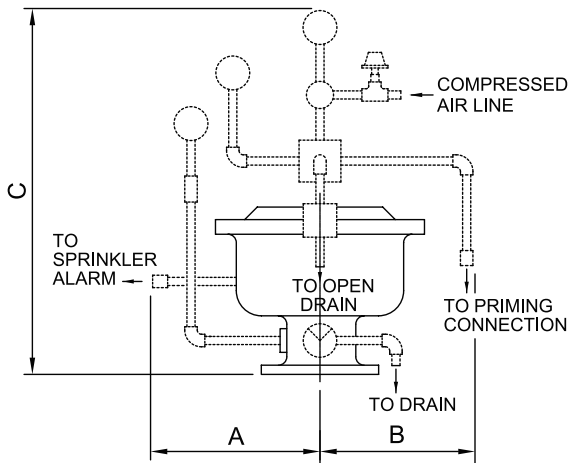 COMPRESSED
AIR LINE
C
TO
SPRINKLER
ALARM
TO OPEN
DRAIN
TO PRIMING
CONNECTION
TO DRAIN
A
B